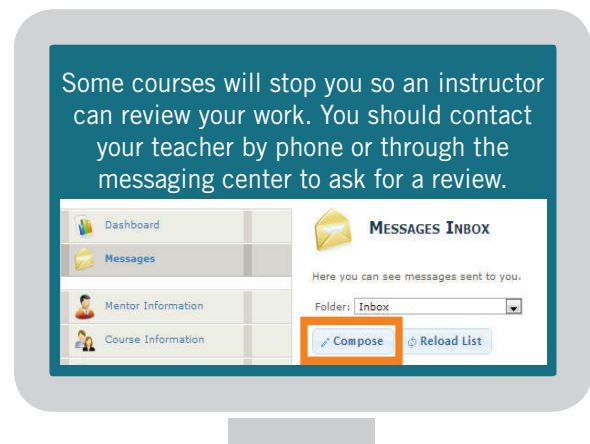 Some courses will stop you so an instructor
can review your work. You should contact
your teacher by phone or through the
messaging center to ask for a review.
Dashboard
Messages
Mentor Information
Course Information
MESSAGES INBOX
Here you can see messages sent to you.
Folder: Inbox
Compose Reload List